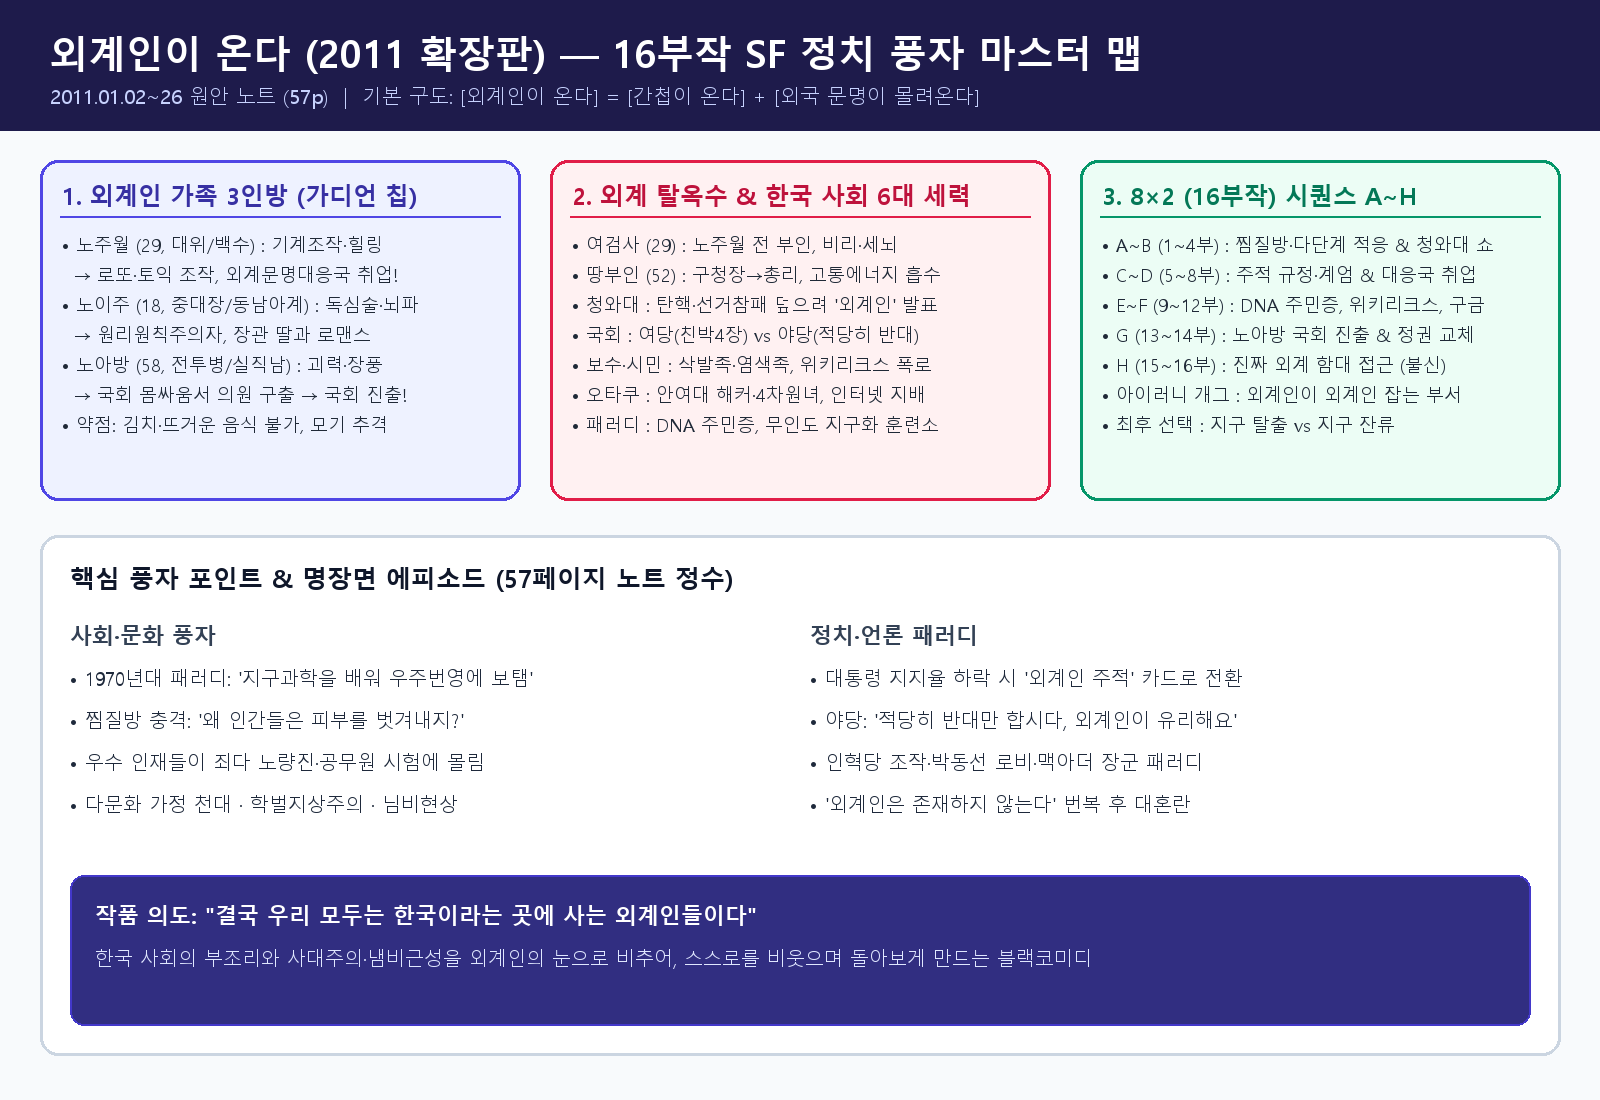 외계인이 온다 (2011 확장판) — 16부작 SF 정치 풍자 마스터 맵
2011.01.02~26 원안 노트 (57p) | 기본 구도: [외계인이 온다] = [간첩이 온다] + [외국 문명이 몰려온다]
1. 외계인 가족 3인방 (가디언 칩)
• 노주월 (29, 대위/백수) : 기계조작·힐링
→ 로또·토익 조작, 외계문명대응국 취업!
• 노이주 (18, 중대장/동남아계) : 독심술·뇌파
→ 원리원칙주의자, 장관 딸과 로맨스
• 노아방 (58, 전투병/실직남) : 괴력·장풍
→ 국회 몸싸움서 의원 구출 → 국회 진출!
• 약점: 김치·뜨거운 음식 불가, 모기 추격
2. 외계 탈옥수 & 한국 사회 6대 세력
• 여검사 (29) : 노주월 전 부인, 비리·세뇌
• 땅부인 (52) : 구청장→총리, 고통에너지 흡수
• 청와대 : 탄핵·선거참패 덮으려 '외계인' 발표
• 국회 : 여당(친박4장) vs 야당(적당히 반대)
• 보수·시민 : 삭발족·염색족, 위키리크스 폭로
• 오타쿠 : 안여대 해커·4차원녀, 인터넷 지배
• 패러디 : DNA 주민증, 무인도 지구화 훈련소
3. 8×2 (16부작) 시퀀스 A~H
• A~B (1~4부) : 찜질방·다단계 적응 & 청와대 쇼
• C~D (5~8부) : 주적 규정·계엄 & 대응국 취업
• E~F (9~12부) : DNA 주민증, 위키리크스, 구금
• G (13~14부) : 노아방 국회 진출 & 정권 교체
• H (15~16부) : 진짜 외계 함대 접근 (불신)
• 아이러니 개그 : 외계인이 외계인 잡는 부서
• 최후 선택 : 지구 탈출 vs 지구 잔류
핵심 풍자 포인트 & 명장면 에피소드 (57페이지 노트 정수)
사회·문화 풍자
• 1970년대 패러디: '지구과학을 배워 우주번영에 보탬'
• 찜질방 충격: '왜 인간들은 피부를 벗겨내지?'
• 우수 인재들이 죄다 노량진·공무원 시험에 몰림
• 다문화 가정 천대 · 학벌지상주의 · 님비현상
정치·언론 패러디
• 대통령 지지율 하락 시 '외계인 주적' 카드로 전환
• 야당: '적당히 반대만 합시다, 외계인이 유리해요'
• 인혁당 조작·박동선 로비·맥아더 장군 패러디
• '외계인은 존재하지 않는다' 번복 후 대혼란
작품 의도: "결국 우리 모두는 한국이라는 곳에 사는 외계인들이다"
한국 사회의 부조리와 사대주의·냄비근성을 외계인의 눈으로 비추어, 스스로를 비웃으며 돌아보게 만드는 블랙코미디